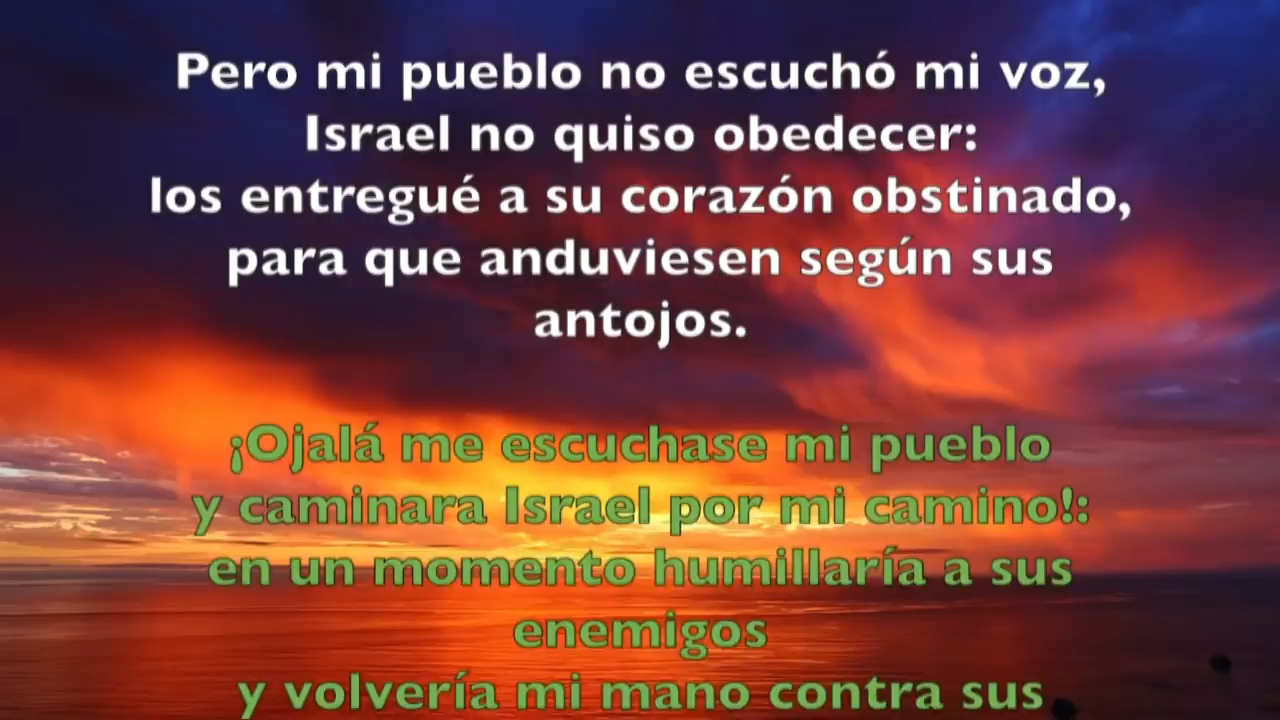 Pero mi pueblo no escuchó mi voz,
Israel no quiso obedecer:
los entregué a su corazón obstinado,
para que anduviesen según sus
antojos.
¡Ojalá me escuchase mi pueblo
y caminara Israel por mi camino!:
en un momento humillaría a sus
enemigos
y volvería mi mano contra sus